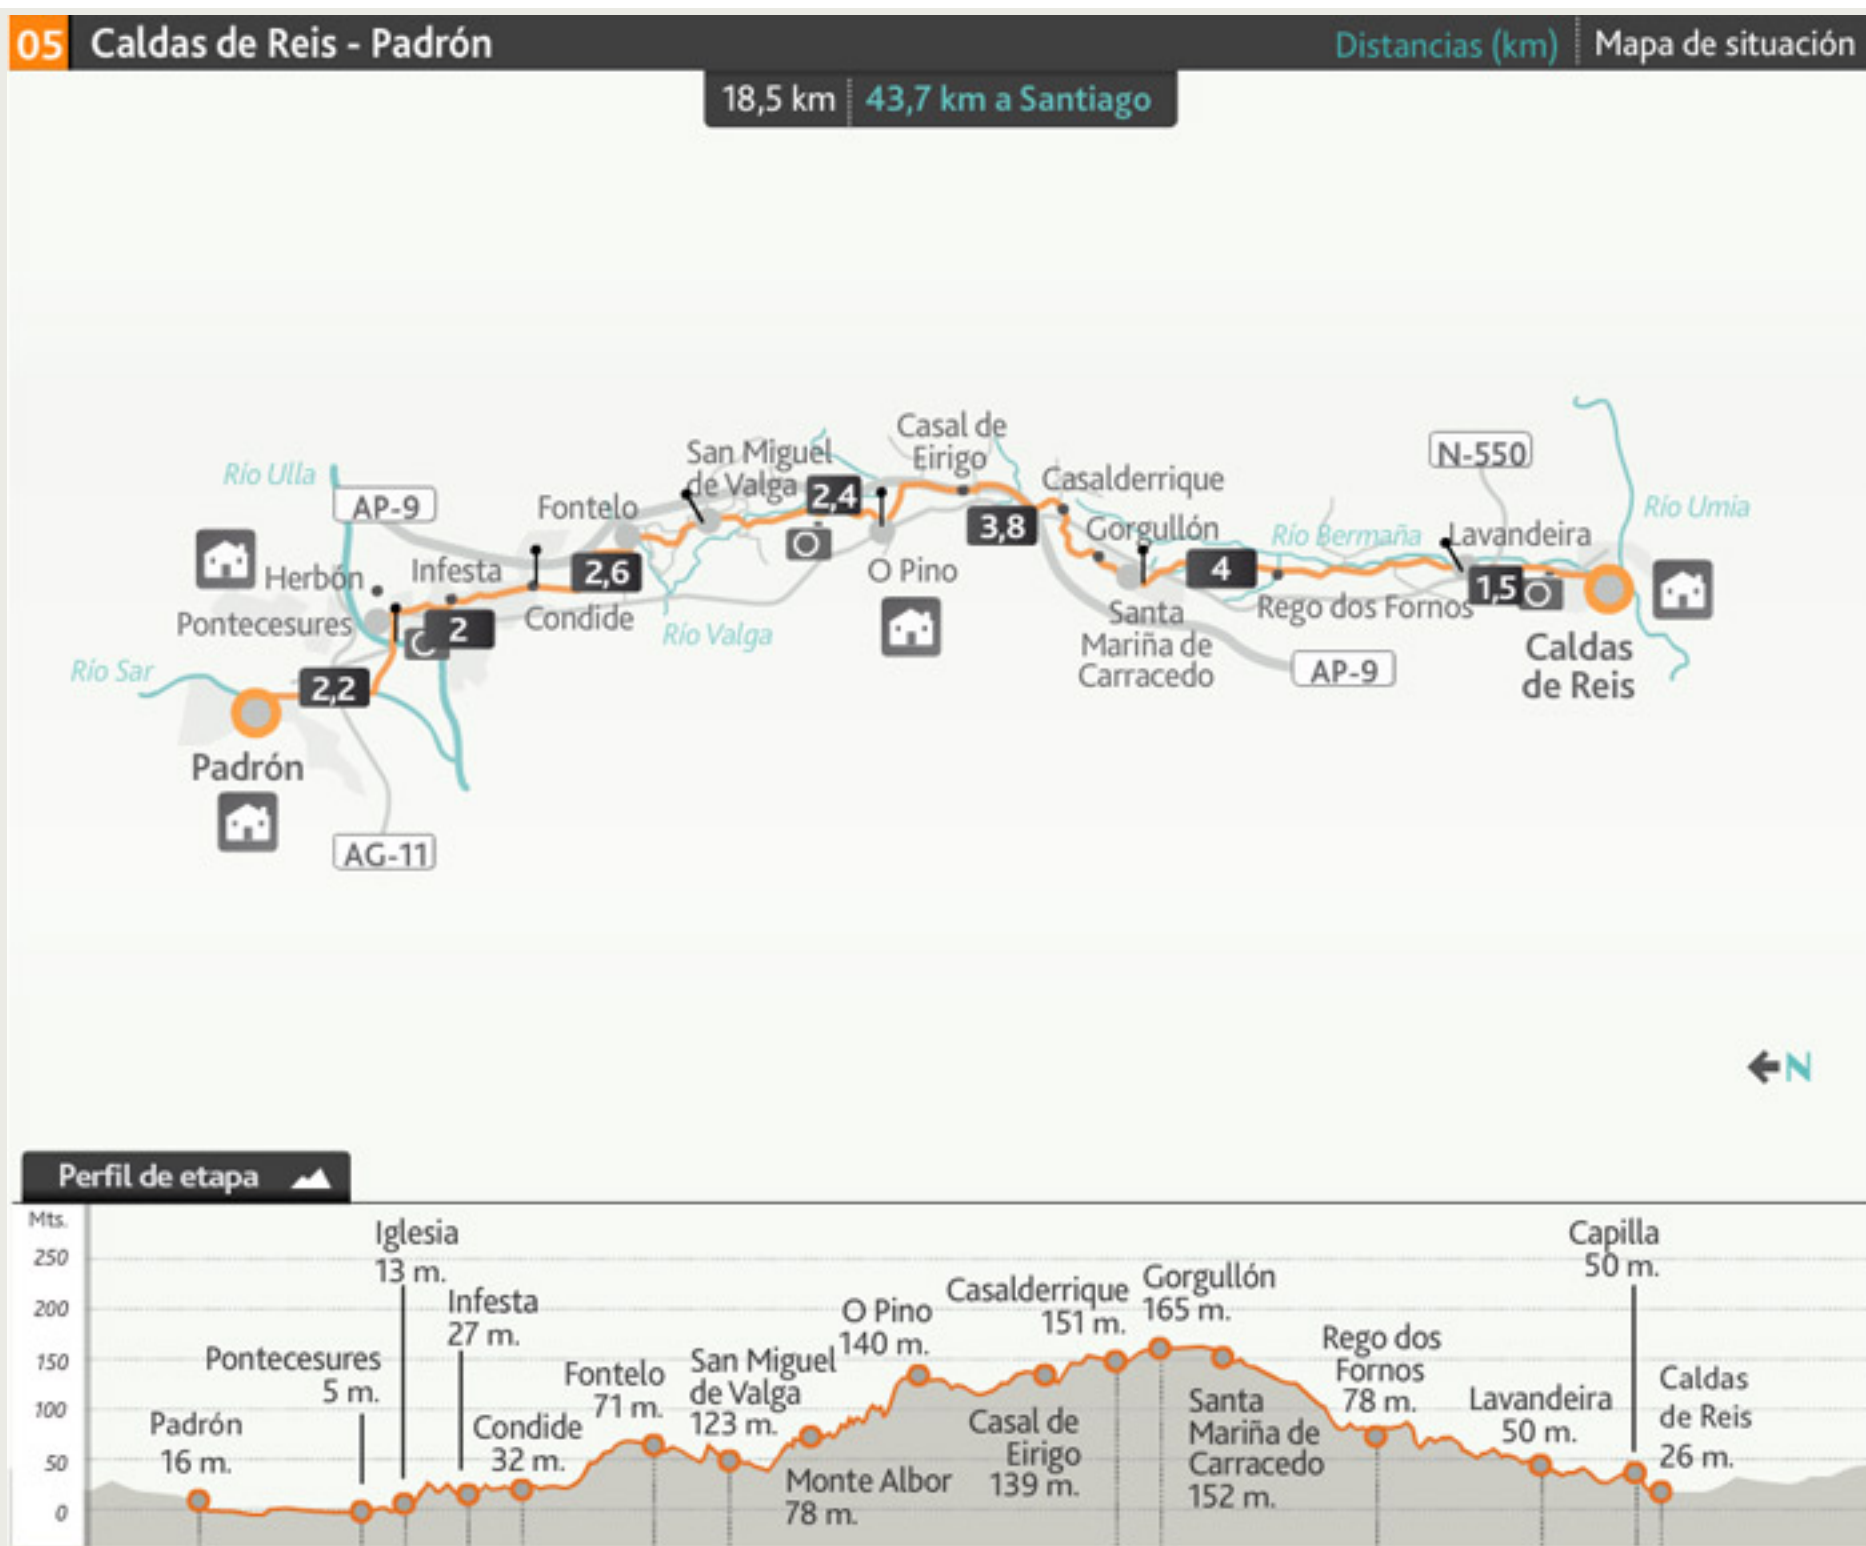 05 Caldas de Reis - Padrón
Distancias (km) Mapa de situación
18,5 km 43,7 km a Santiago
Casal de
Eirigo
San Miguel
de Valga
Río Ulla
AP-9
Fontelo
2,4
Casalderrique
N-550
Río Umia
3,8
Gorgullón
Río Bermaña
Lavandeira
Herbón
Infesta
2,6
O Pino
4
1,5
Pontecesures
2
Condide
Río Valga
Santa
Mariña de
Carracedo
Rego dos Fornos
Caldas
de Reis
Río Sar
2,2
AP-9
Padrón
AG-11
N
Perfil de etapa
Mts.
250
200
150
100
50
0
Padrón
16 m.
Pontecesures
5 m.
Iglesia
13 m.
Infesta
27 m.
Condide
32 m.
Fontelo
71 m.
San Miguel
de Valga
123 m.
Monte Albor
78 m.
O Pino
140 m.
Casal de
Eirigo
139 m.
Casalderrique
151 m.
Gorgullón
165 m.
Santa
Mariña de
Carracedo
152 m.
Rego dos
Fornos
78 m.
Lavandeira
50 m.
Capilla
50 m.
Caldas
de Reis
26 m.